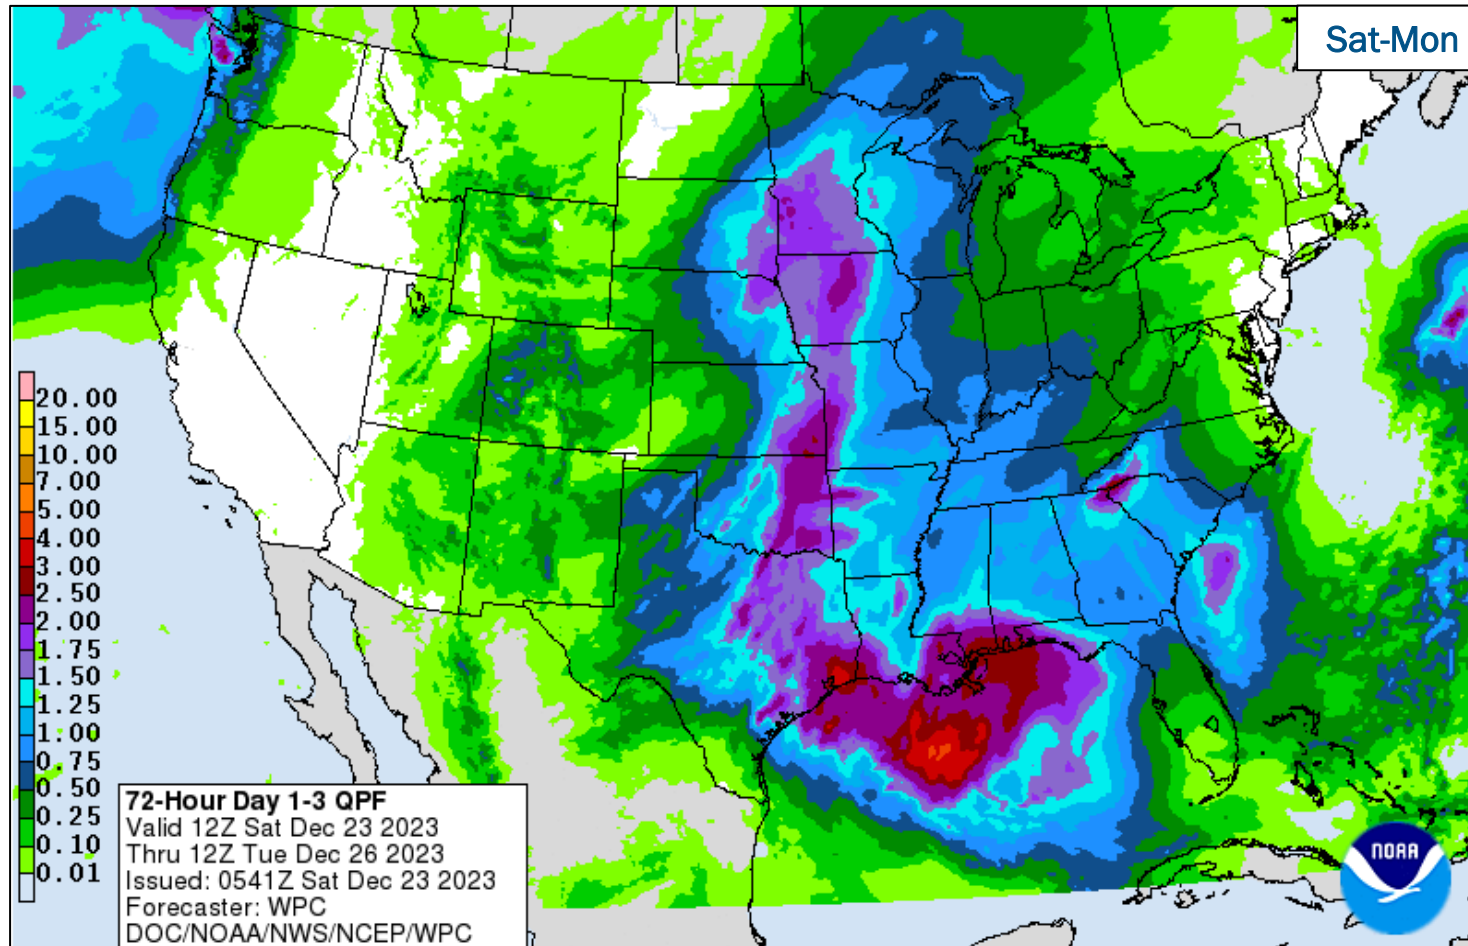 Sat-Mon
20.00
15.00
10.00
7.00
5.00
4.00
3.00
2.50
2.00
1.75
1.50
1.25
1.00
0.75
0.50
0.25
0.10
0.01
72-Hour Day 1-3 QPF
Valid 12Z Sat Dec 23 2023
Thru 12Z Tue Dec 26 2023
Issued: 0541Z Sat Dec 23 2023
Forecaster: WPC
DOC/NOAA/NWS/NCEP/WPC
NOAA